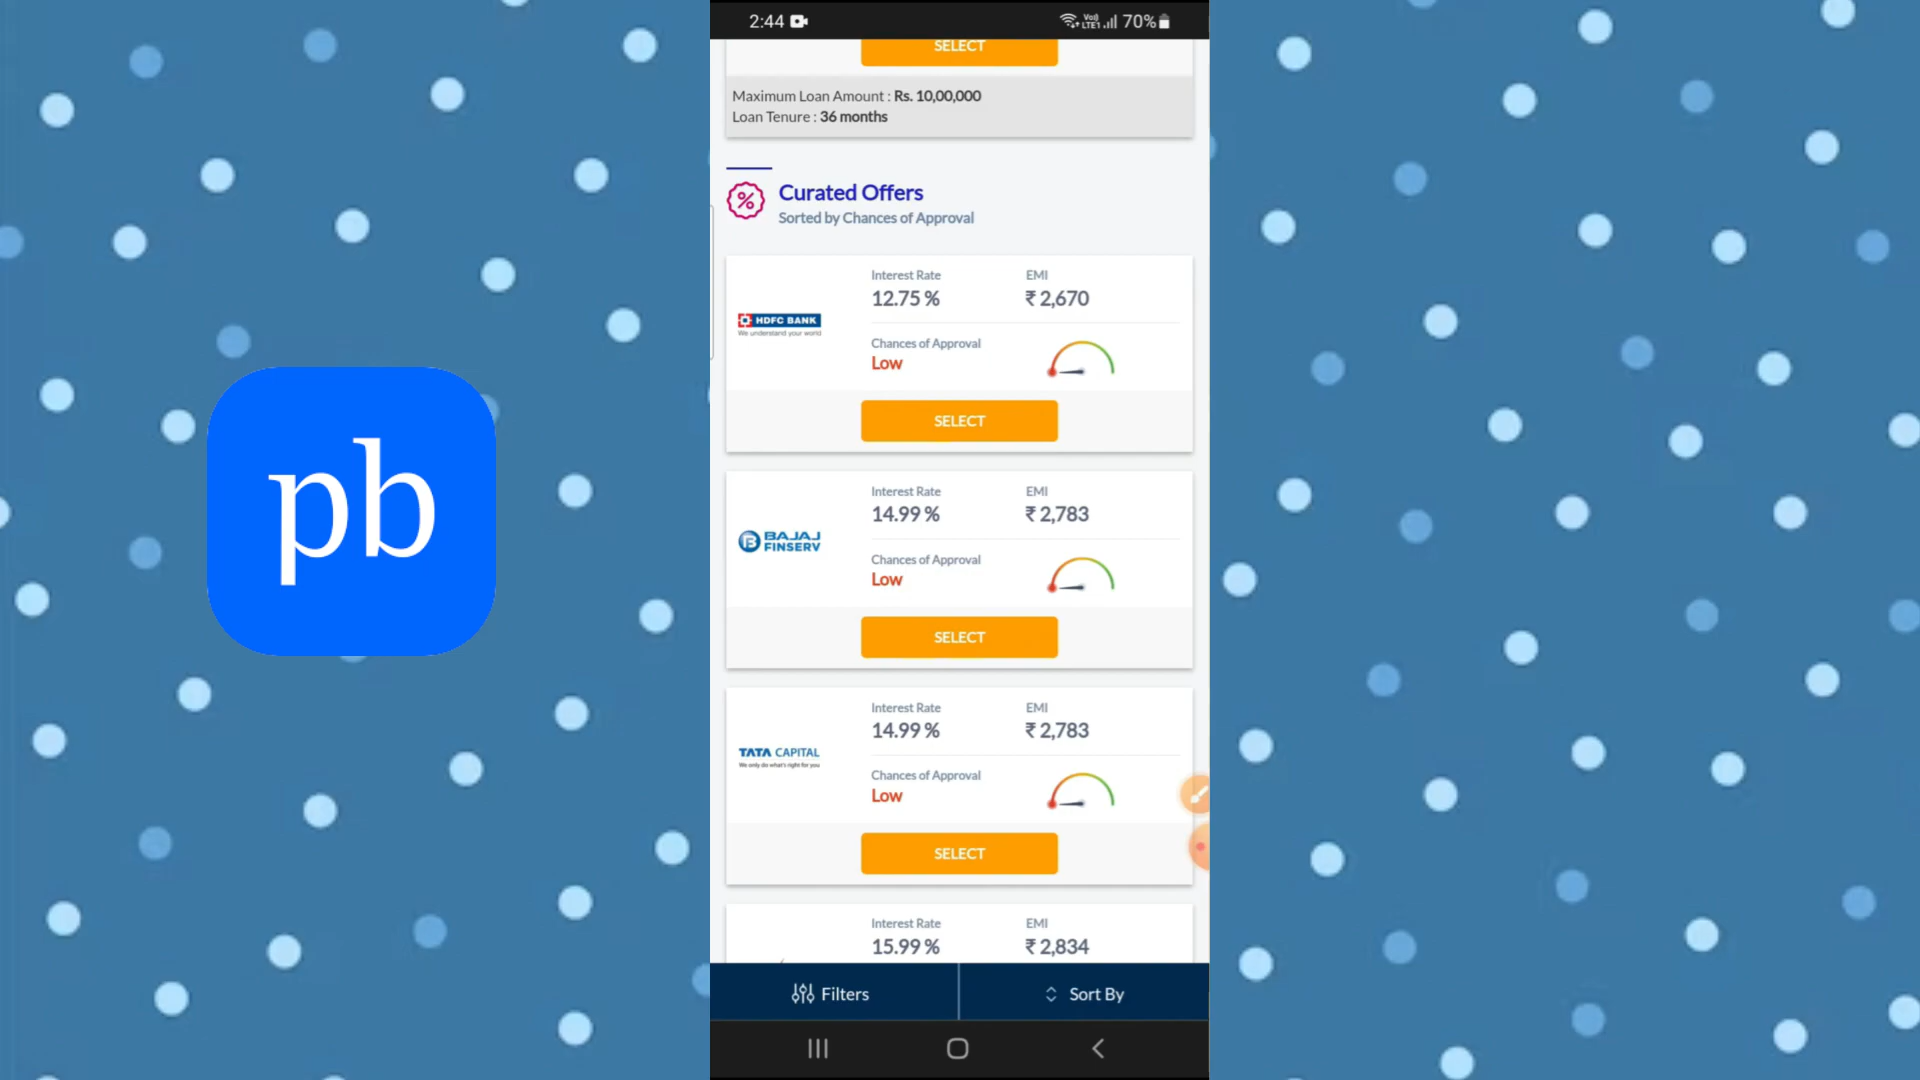 2:44
Vo)
LTE1
70%
SELECT
Maximum Loan Amount : Rs. 10,00,000
Loan Tenure : 36 months
Curated Offers
Sorted by Chances of Approval
Interest Rate
EMI
12.75 %
₹ 2,670
HDFC BANK
We understand your world
Chances of Approval
Low
SELECT
Interest Rate
EMI
14.99 %
₹ 2,783
BAJAJ
FINSERV
Chances of Approval
Low
SELECT
Interest Rate
EMI
14.99 %
₹ 2,783
TATA CAPITAL
We only do what's right for you
Chances of Approval
Low
SELECT
Interest Rate
EMI
15.99 %
₹ 2,834
Filters
Sort By
pb